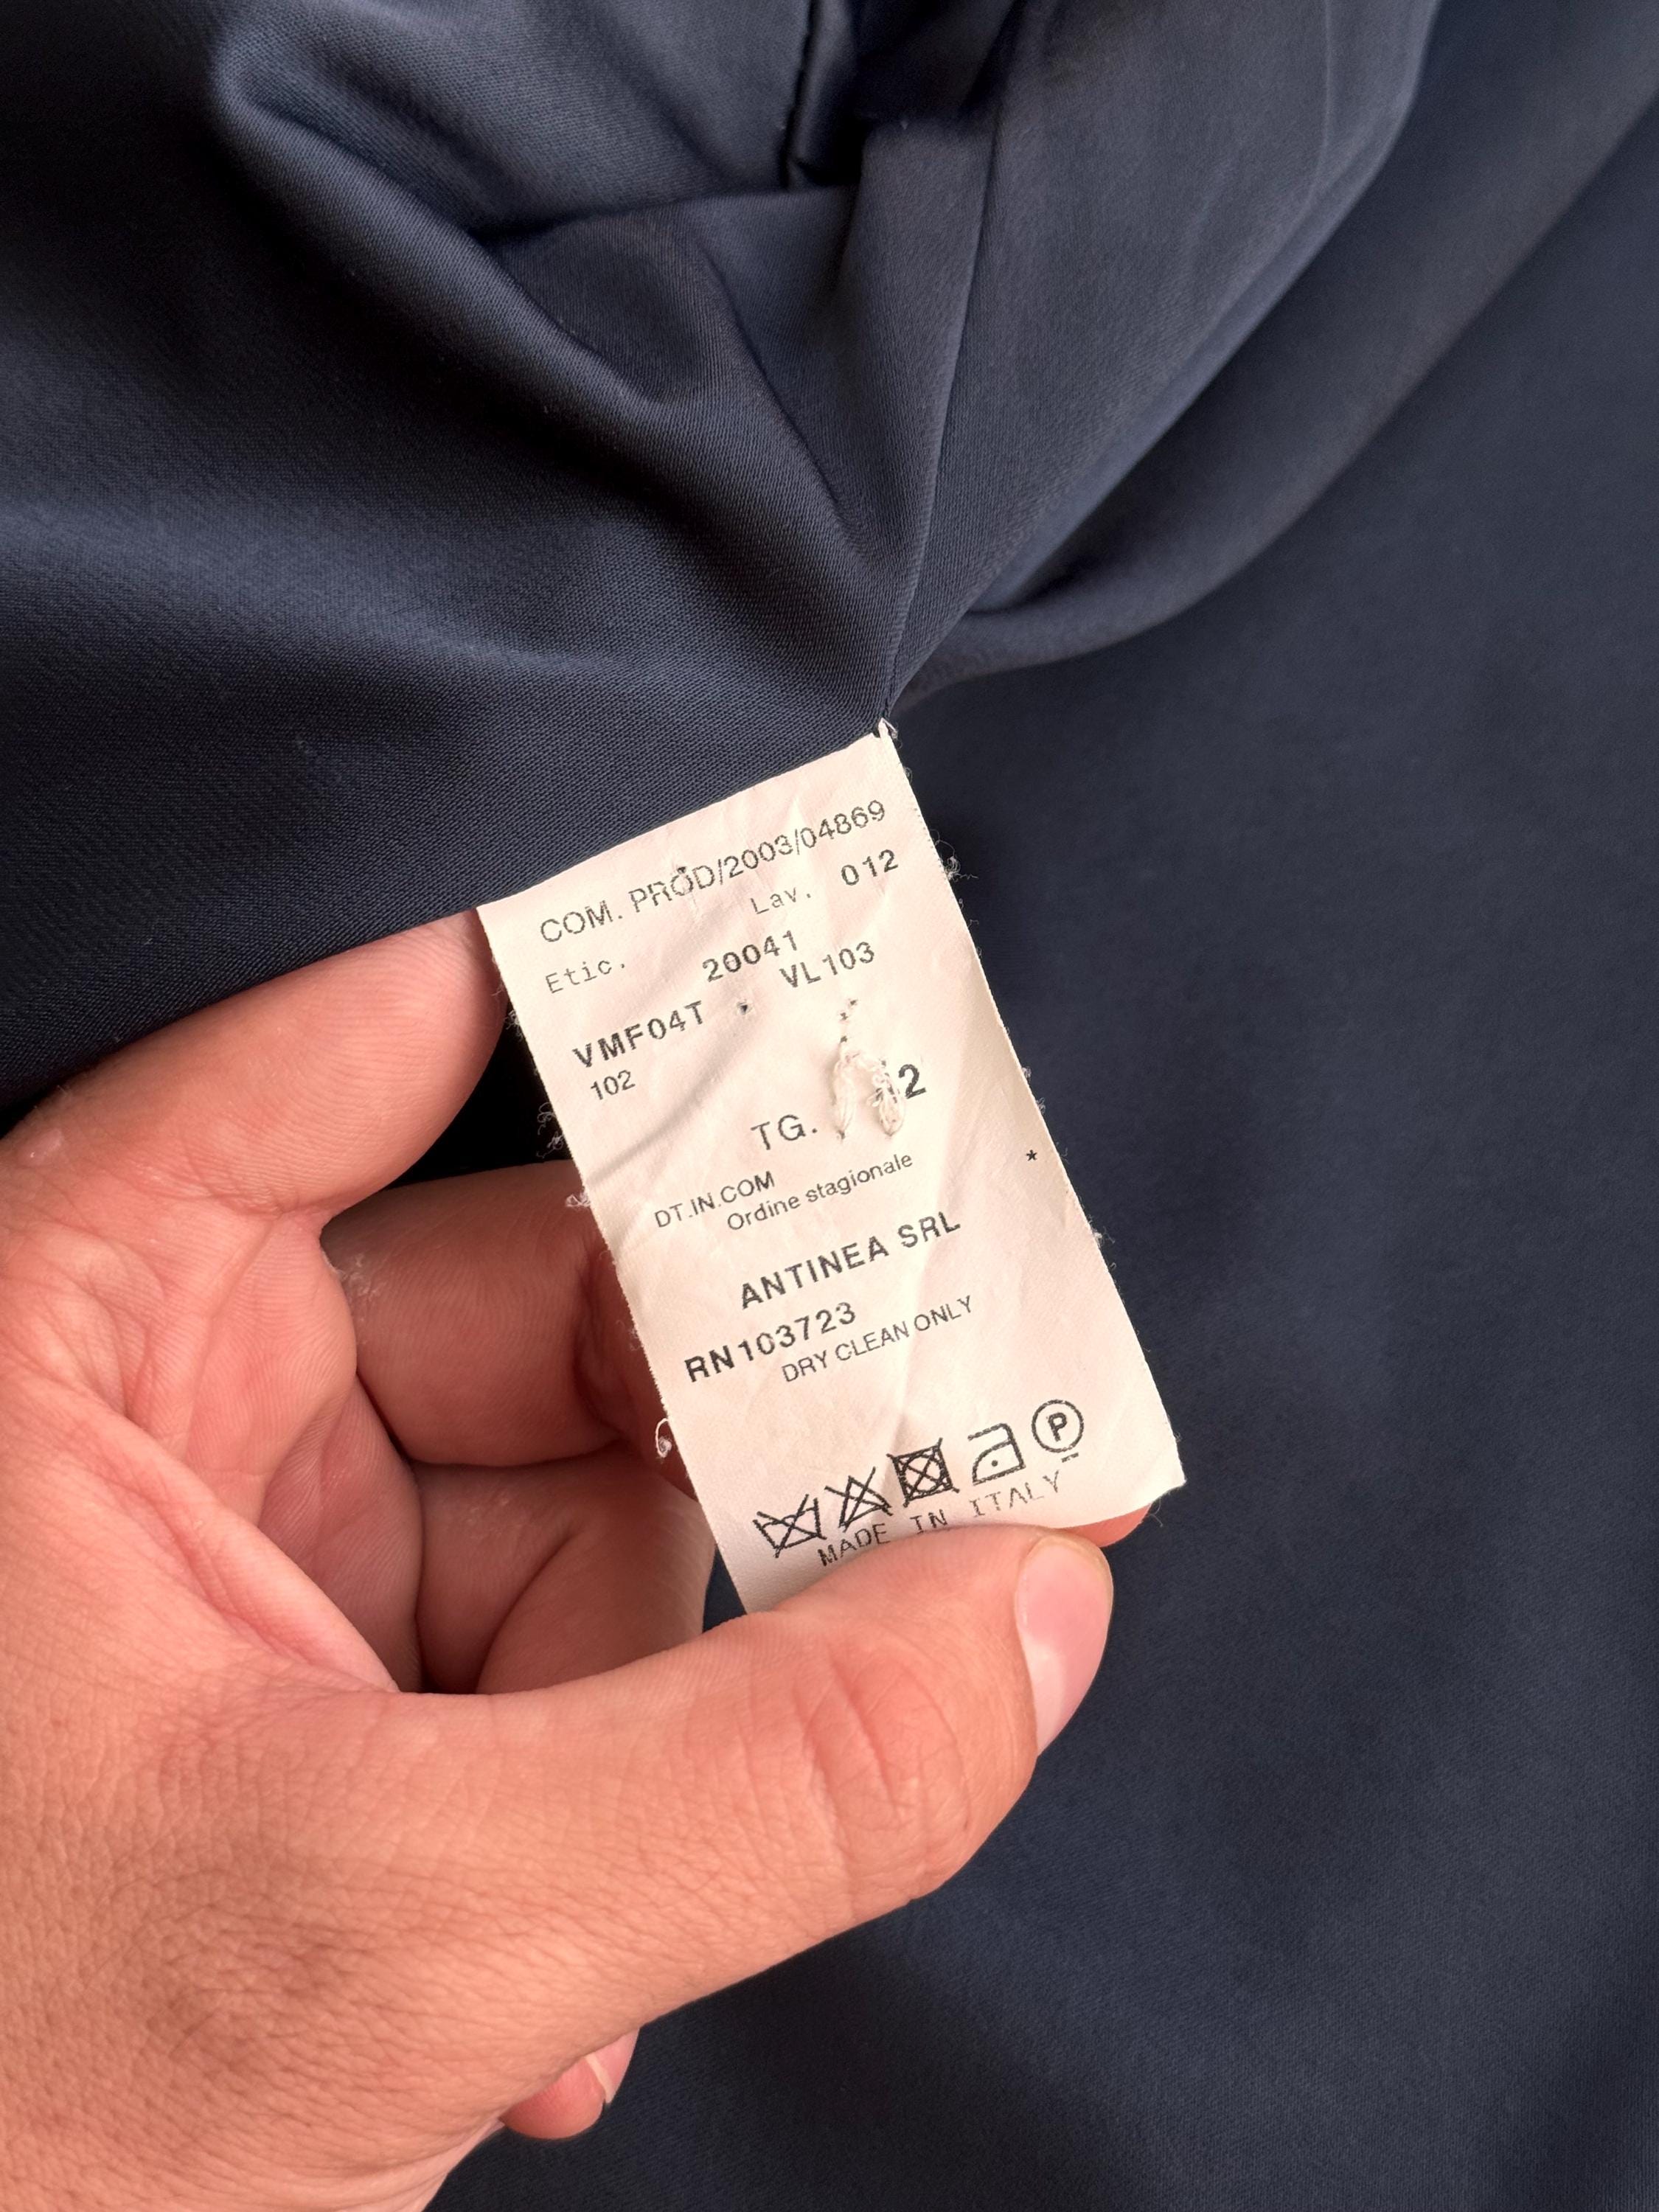 COM. PROD/2003/04869
Lav. 012
Etic. 20041
VMF04T VL103
102
TG. 2
DT.IN.COM
Ordine stagionale *
ANTINEA SRL
RN103723
DRY CLEAN ONLY
P
MADE IN ITALY